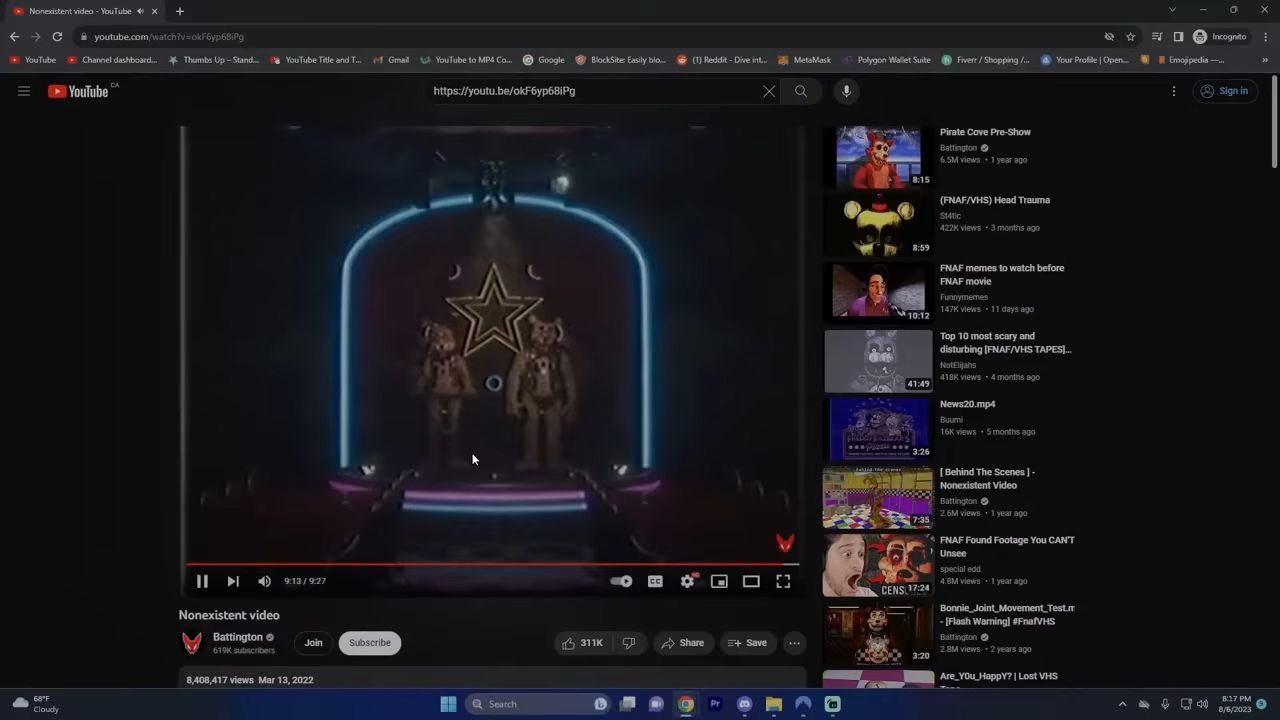 Nonexistent video - YouTube
youtube.com/watch?v=okF6yp68iPg
Incognito
YouTube
Channel dashboard...
Thumbs Up – Stand...
YouTube Title and T...
Gmail
YouTube to MP4 Co...
Google
BlockSite: Easily blo...
(1) Reddit - Dive int...
MetaMask
Polygon Wallet Suite
Fiverr / Shopping /...
Your Profile | Open...
Emojipedia —...
YouTube CA
https://youtu.be/okF6yp68iPg
Sign in
Pirate Cove Pre-Show
Battington
6.5M views • 1 year ago
8:15
(FNAF/VHS) Head Trauma
St4tic
422K views • 3 months ago
8:59
FNAF memes to watch before
FNAF movie
Funnymemes
147K views • 11 days ago
10:12
Top 10 most scary and
disturbing [FNAF/VHS TAPES]...
NotElijahs
418K views • 4 months ago
41:49
News20.mp4
Buumi
16K views • 5 months ago
3:26
[ Behind The Scenes ] -
Nonexistent Video
Battington
2.6M views • 1 year ago
behind the scenes
7:35
FNAF Found Footage You CAN'T
Unsee
special edd
4.8M views • 1 year ago
CENSO
17:24
Bonnie_Joint_Movement_Test.m
- [Flash Warning] #FnafVHS
Battington
2.8M views • 2 years ago
3:20
Are_Y0u_HappY? | Lost VHS
9:13 / 9:27
Nonexistent video
Battington
619K subscribers
Join
Subscribe
311K
Share
Save
8,408,417 views Mar 13, 2022
68°F
Cloudy
Search
8:17 PM
8/6/2023
3